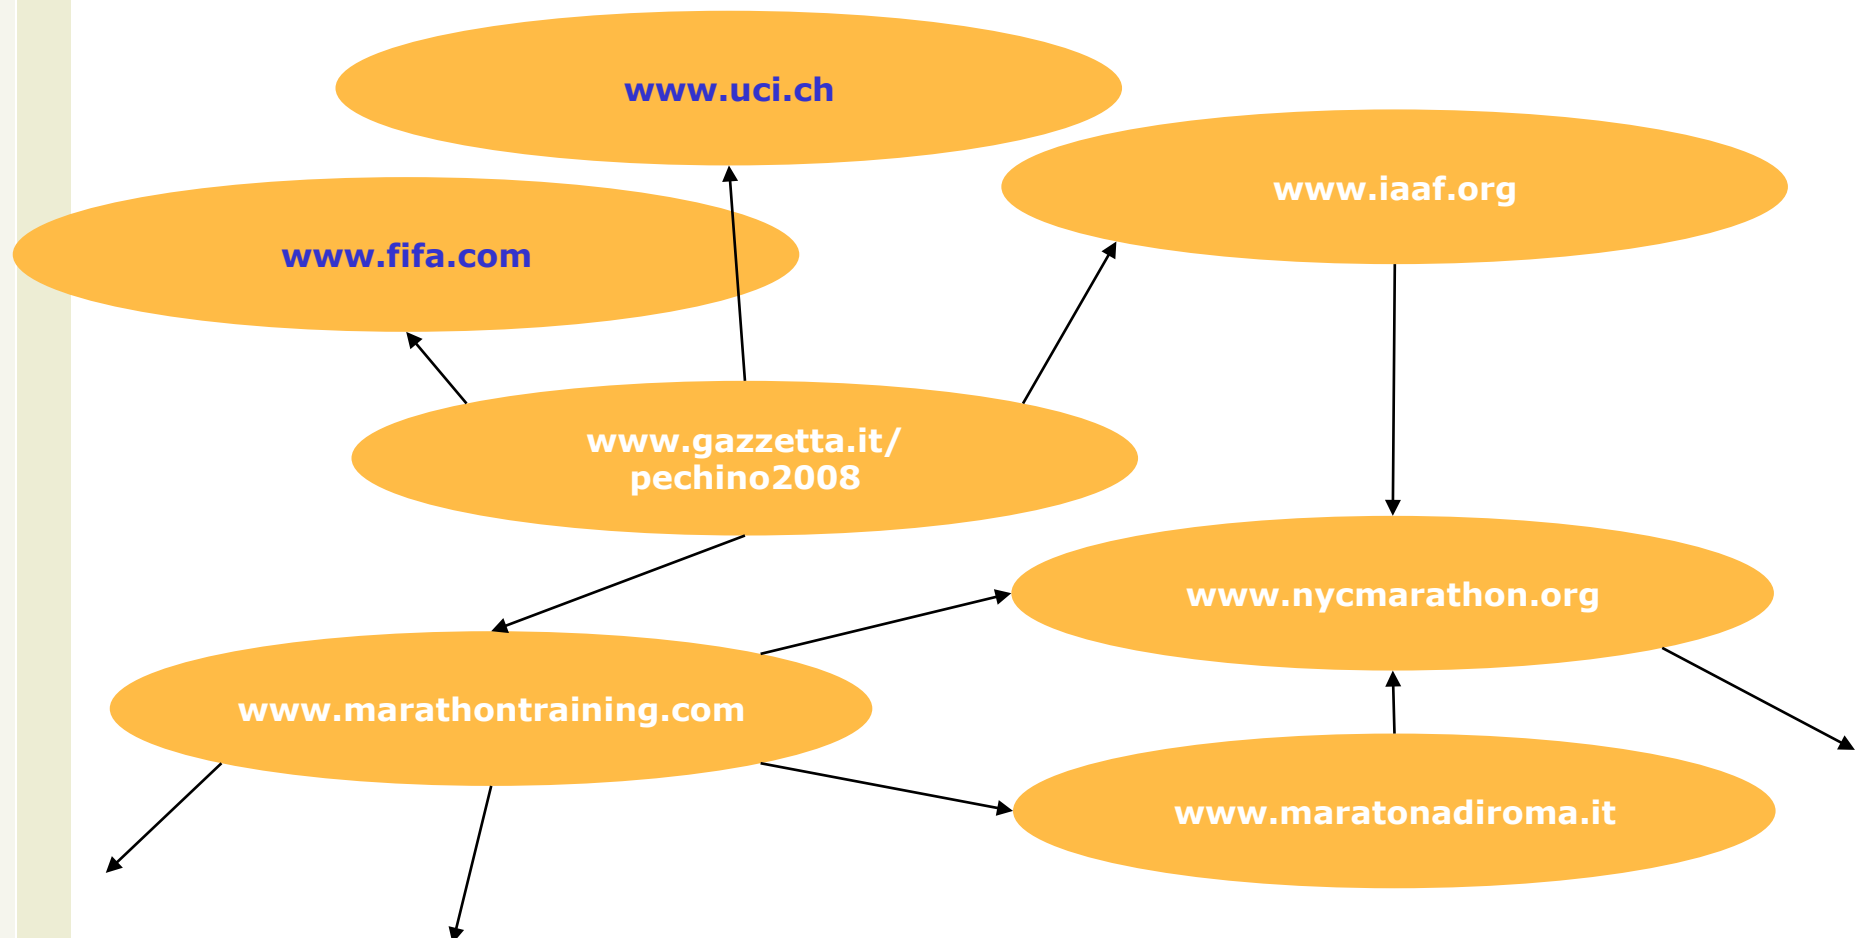 www.uci.ch
www.iaaf.org
www.fifa.com
www.gazzetta.it/
pechino2008
www.nycmarathon.org
www.marathontraining.com
www.maratonadiroma.it